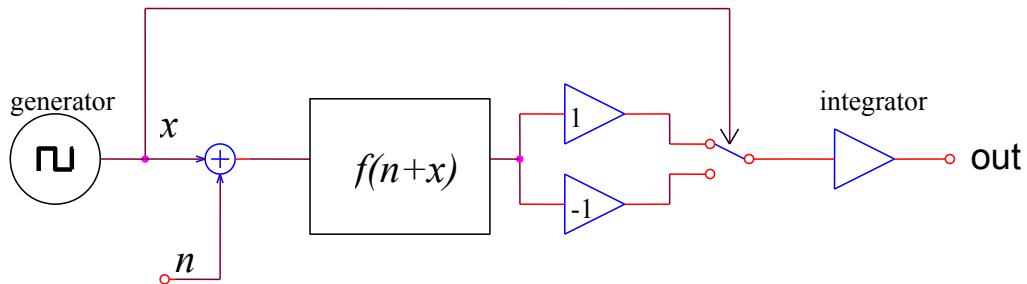 generator
x
n
f(n+x)
1
-1
integrator
out